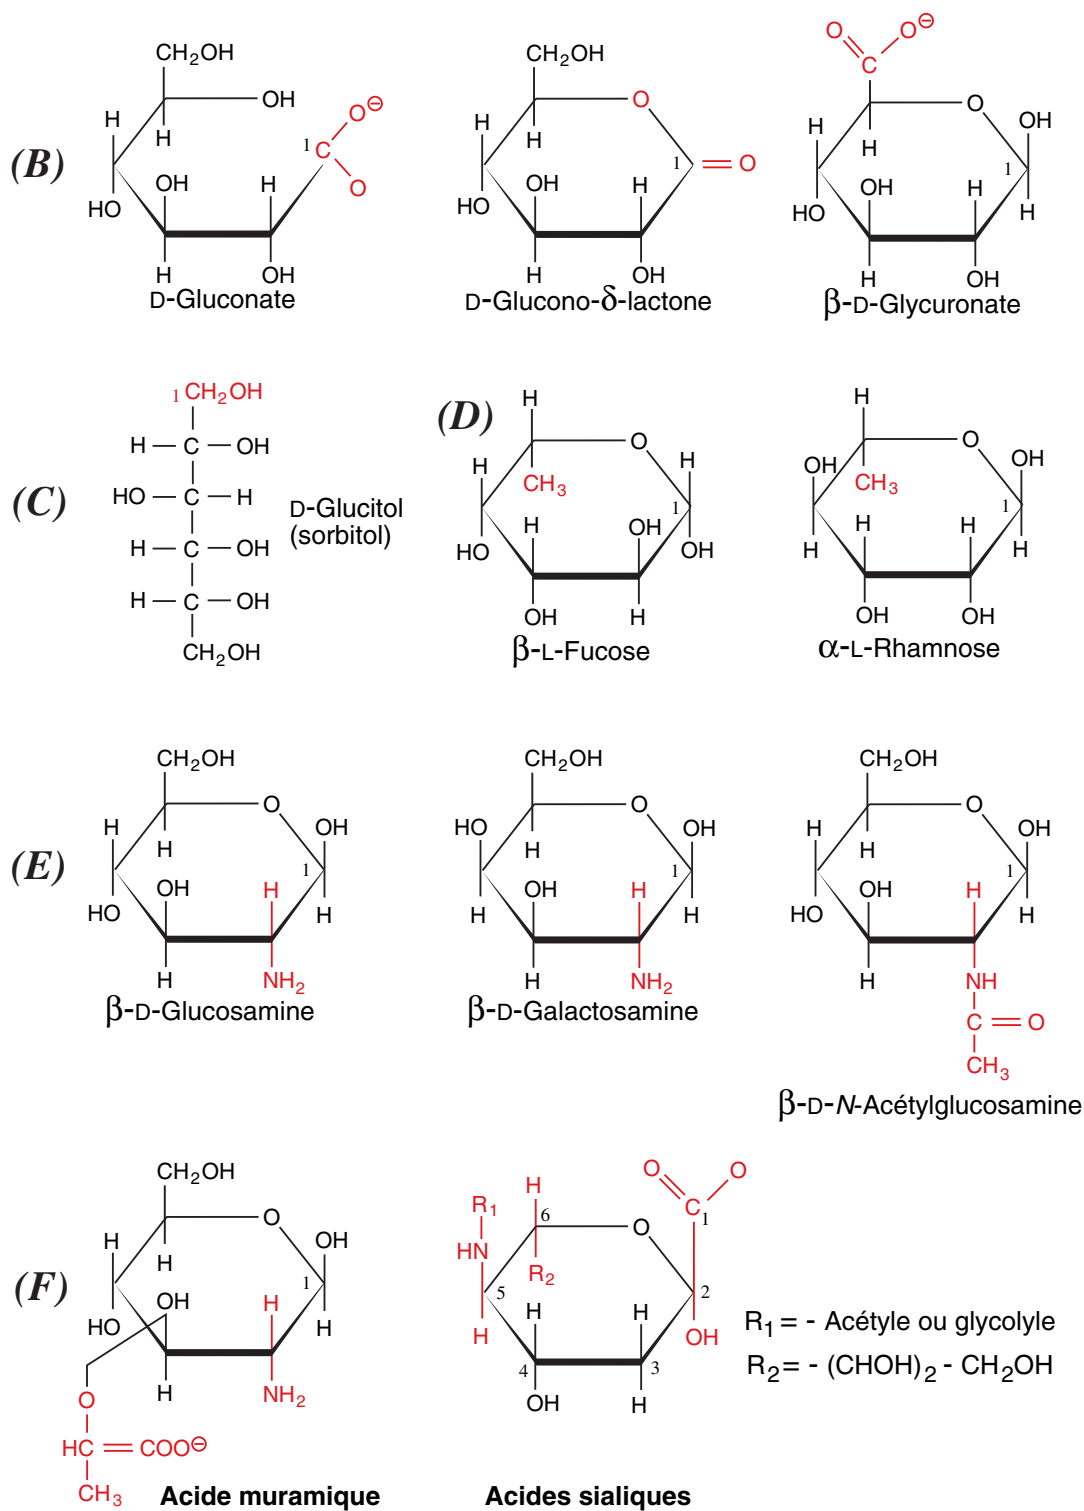 (B)
CH2OH
OH
H
H
HO
OH
H
H
OH
1
C
O⊖
O
D-Gluconate
CH2OH
O
H
H
HO
OH
H
H
OH
1
O
D-Glucono-δ-lactone
O
O⊖
C
O
OH
H
H
HO
OH
H
1
H
H
OH
β-D-Glycuronate
(C)
1CH2OH
H — C — OH
HO — C — H
H — C — OH
H — C — OH
CH2OH
D-Glucitol
(sorbitol)
(D)
H
O
H
H
CH3
1
HO
H
OH
OH
OH
H
β-L-Fucose
H
O
OH
OH
CH3
1
H
H
H
H
OH
OH
α-L-Rhamnose
(E)
CH2OH
O
H
OH
H
1
OH
H
HO
H
H
NH2
β-D-Glucosamine
CH2OH
O
HO
OH
H
1
OH
H
H
H
H
NH2
β-D-Galactosamine
CH2OH
O
H
OH
H
1
OH
H
HO
H
H
NH
C = O
CH3
β-D-N-Acétylglucosamine
(F)
CH2OH
O
H
OH
H
1
OH
H
HO
H
H
NH2
O
HC = COO⊖
CH3
Acide muramique
O
O
H
R1
C
1
6
O
HN
R2
5
2
H
H
H
OH
4
3
OH
H
Acides sialiques
R1 = - Acétyle ou glycolyle
R2 = - (CHOH)2 - CH2OH